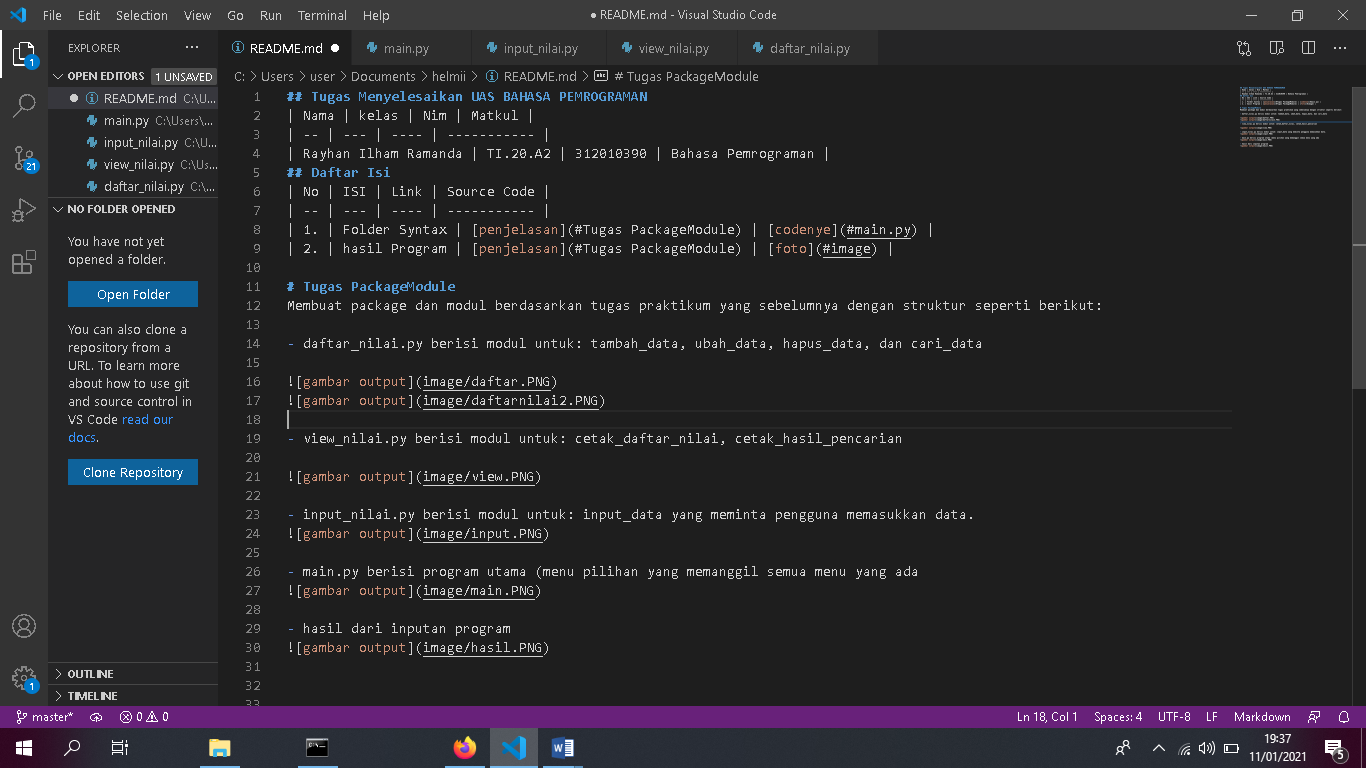 File Edit Selection View Go Run Terminal Help
● README.md - Visual Studio Code
EXPLORER
OPEN EDITORS 1 UNSAVED
README.md C:\U...
main.py C:\Users\...
input_nilai.py C:\U...
view_nilai.py C:\Us...
daftar_nilai.py C:\...
NO FOLDER OPENED
You have not yet
opened a folder.
Open Folder
You can also clone a
repository from a
URL. To learn more
about how to use git
and source control in
VS Code read our
docs.
Clone Repository
OUTLINE
TIMELINE
1
21
1
README.md main.py input_nilai.py view_nilai.py daftar_nilai.py
C: > Users > user > Documents > helmii > README.md > # Tugas PackageModule
1 ## Tugas Menyelesaikan UAS BAHASA PEMROGRAMAN
2 | Nama | kelas | Nim | Matkul |
3 | -- | --- | ---- | ----------- |
4 | Rayhan Ilham Ramanda | TI.20.A2 | 312010390 | Bahasa Pemrograman |
5 ## Daftar Isi
6 | No | ISI | Link | Source Code |
7 | -- | --- | ---- | ----------- |
8 | 1. | Folder Syntax | [penjelasan](#Tugas PackageModule) | [codenye](#main.py) |
9 | 2. | hasil Program | [penjelasan](#Tugas PackageModule) | [foto](#image) |
10
11 # Tugas PackageModule
12 Membuat package dan modul berdasarkan tugas praktikum yang sebelumnya dengan struktur seperti berikut:
13
14 - daftar_nilai.py berisi modul untuk: tambah_data, ubah_data, hapus_data, dan cari_data
15
16 ![gambar output](image/daftar.PNG)
17 ![gambar output](image/daftarnilai2.PNG)
18
19 - view_nilai.py berisi modul untuk: cetak_daftar_nilai, cetak_hasil_pencarian
20
21 ![gambar output](image/view.PNG)
22
23 - input_nilai.py berisi modul untuk: input_data yang meminta pengguna memasukkan data.
24 ![gambar output](image/input.PNG)
25
26 - main.py berisi program utama (menu pilihan yang memanggil semua menu yang ada
27 ![gambar output](image/main.PNG)
28
29 - hasil dari inputan program
30 ![gambar output](image/hasil.PNG)
31
32
33
master* 0 0 Ln 18, Col 1 Spaces: 4 UTF-8 LF Markdown
19:37
11/01/2021
5